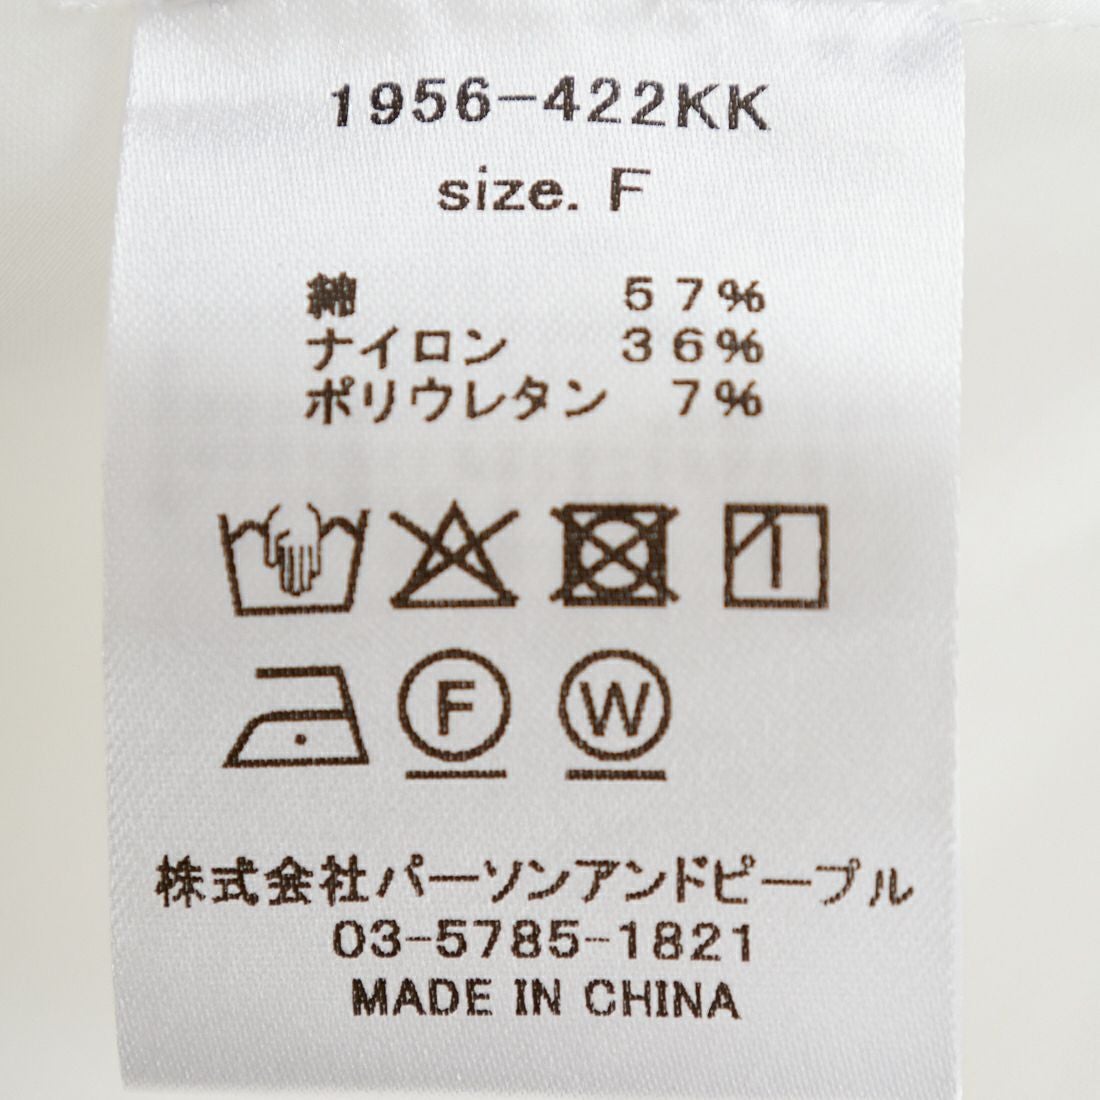 1956-422KK
size. F
綿 57%
ナイロン 36%
ポリウレタン 7%
F W
株式会社パーソンアンドピープル
03-5785-1821
MADE IN CHINA